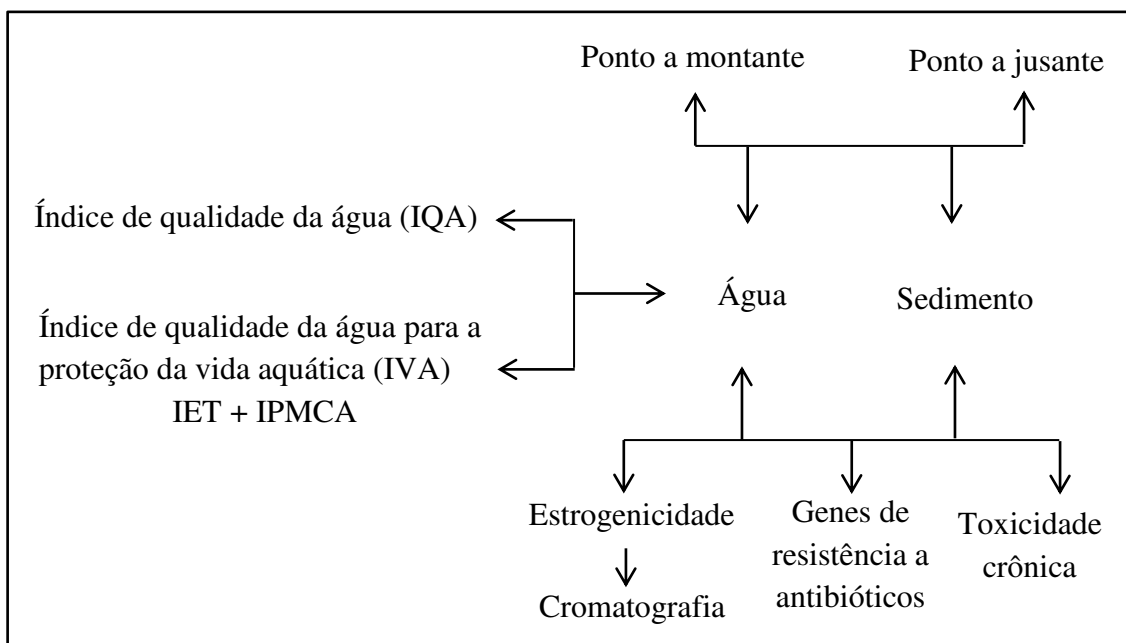 Ponto a montante
Ponto a jusante
Índice de qualidade da água (IQA)
Água
Sedimento
Índice de qualidade da água para a
proteção da vida aquática (IVA)
IET + IPMCA
Estrogenicidade
Cromatografia
Genes de
resistência a
antibióticos
Toxicidade
crônica